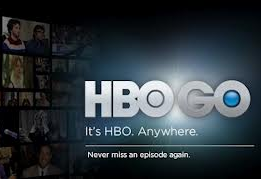 HBO GO
It's HBO. Anywhere.
Never miss an episode again.